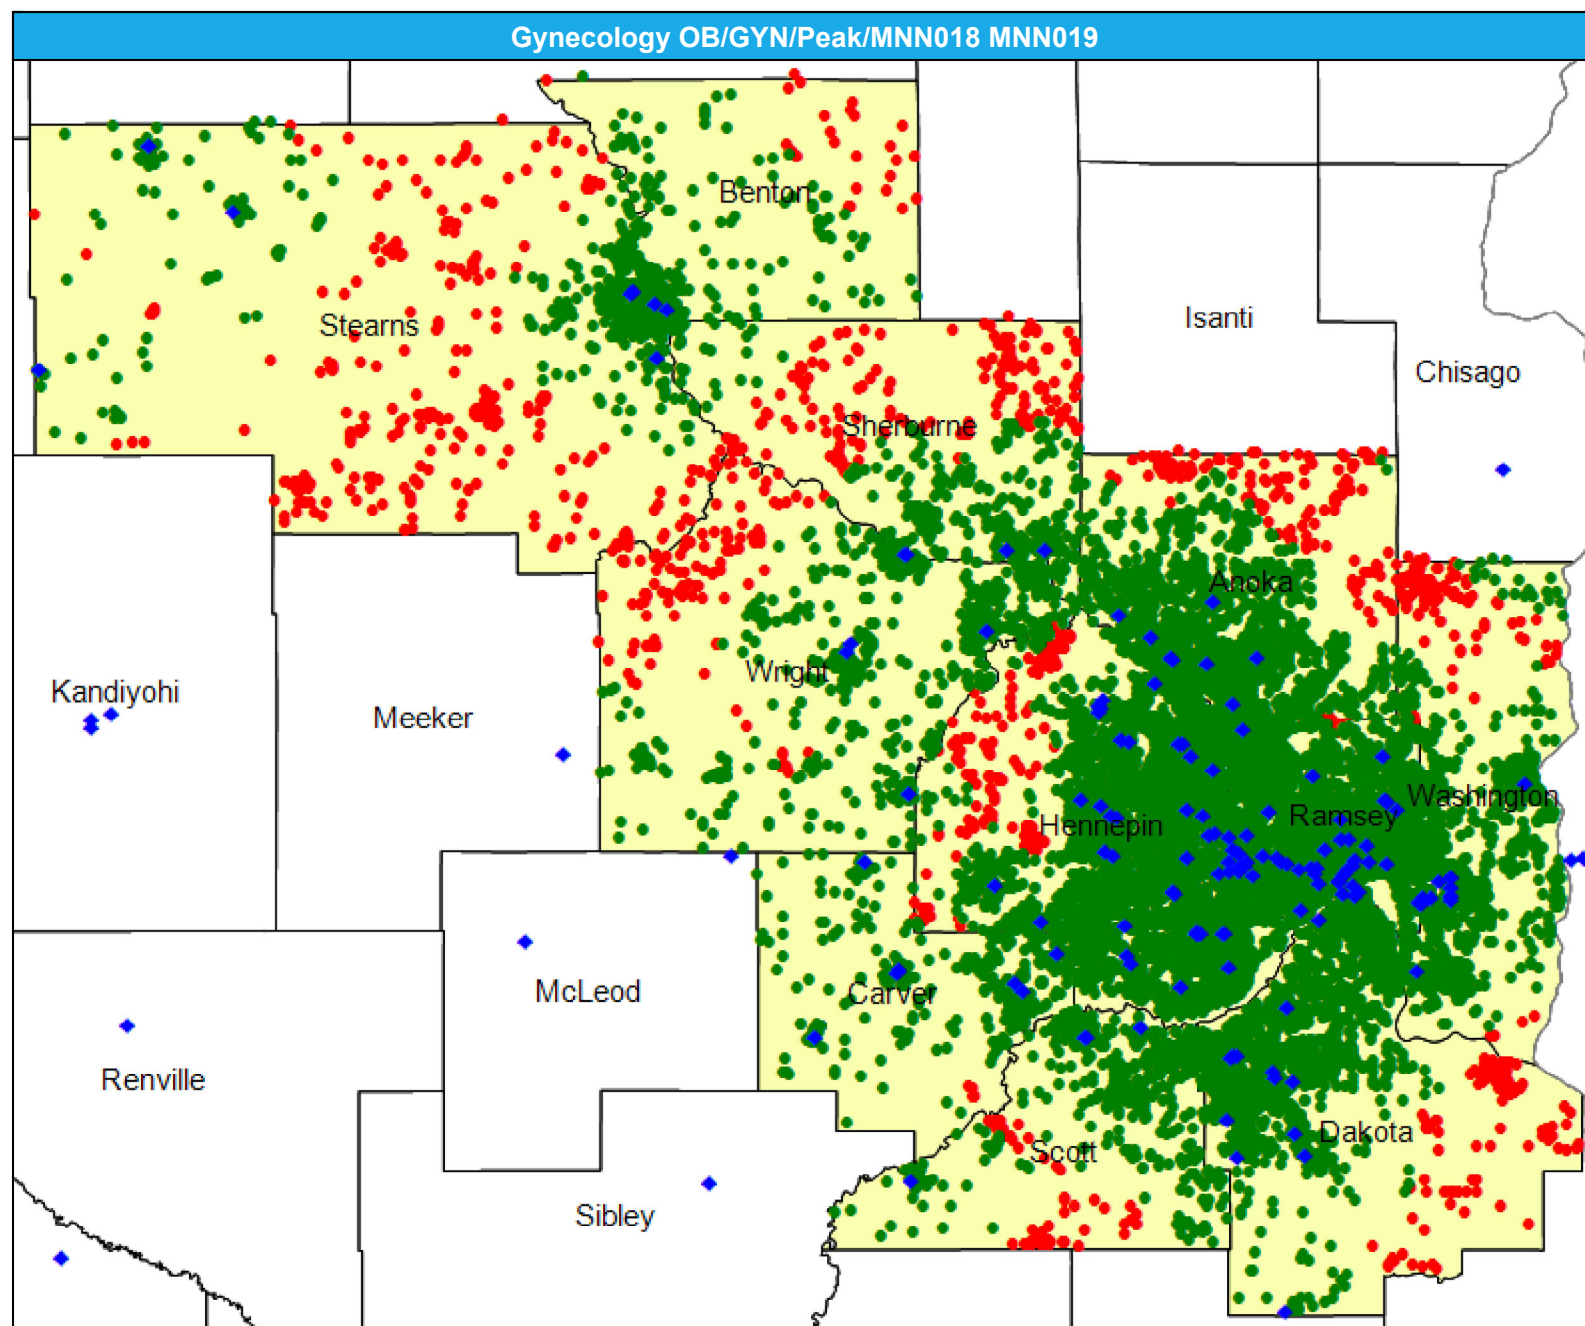 Gynecology OB/GYN/Peak/MNN018 MNN019
Benton
Stearns
Isanti
Chisago
Sherburne
Anoka
Wright
Kandiyohi
Meeker
Washington
Ramsey
Hennepin
McLeod
Carver
Renville
Dakota
Scott
Sibley